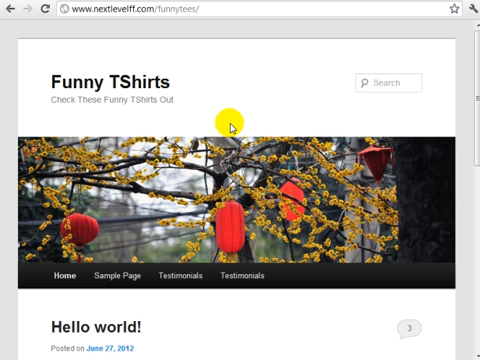 www.nextlevelff.com/funnytees/
Funny TShirts
Search
Check These Funny TShirts Out
Home Sample Page Testimonials Testimonials
Hello world!
3
Posted on June 27, 2012